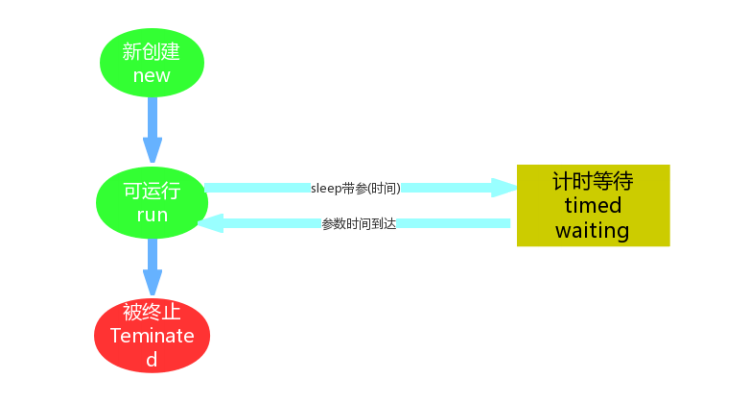 新创建
new
可运行
run
sleep带参(时间)
参数时间到达
计时等待
timed
waiting
被终止
Teminate
d